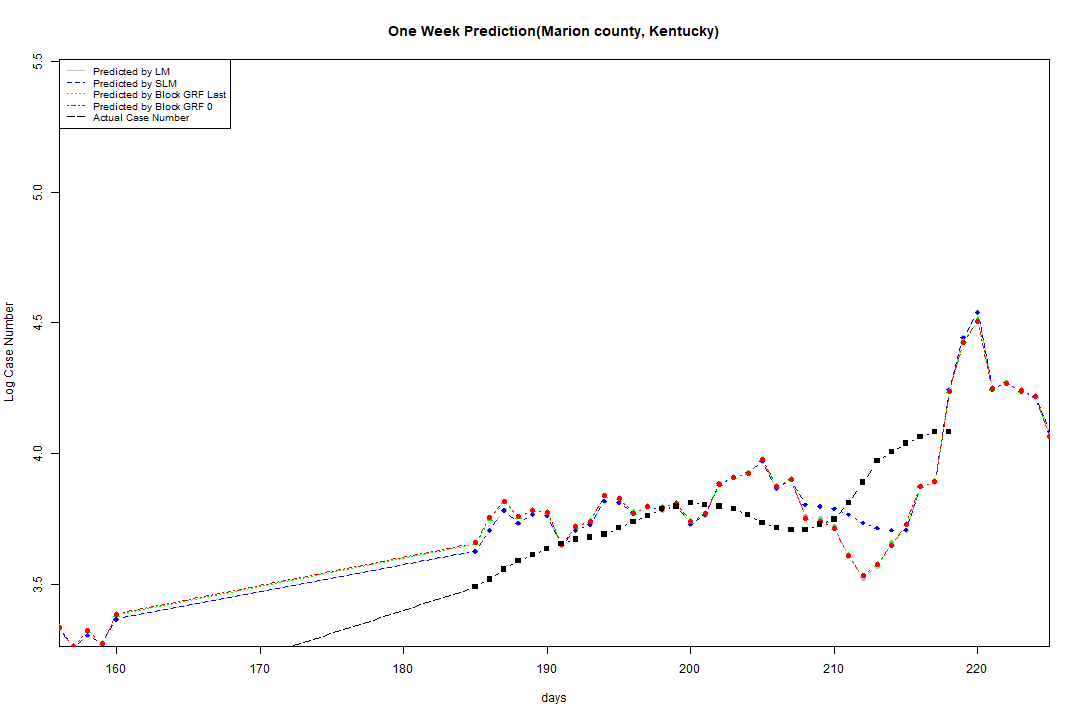 One Week Prediction(Marion county, Kentucky)
Predicted by LM
Predicted by SLM
Predicted by Block GRF Last
Predicted by Block GRF 0
Actual Case Number
5.5
5.0
4.5
4.0
3.5
Log Case Number
160 170 180 190 200 210 220
days